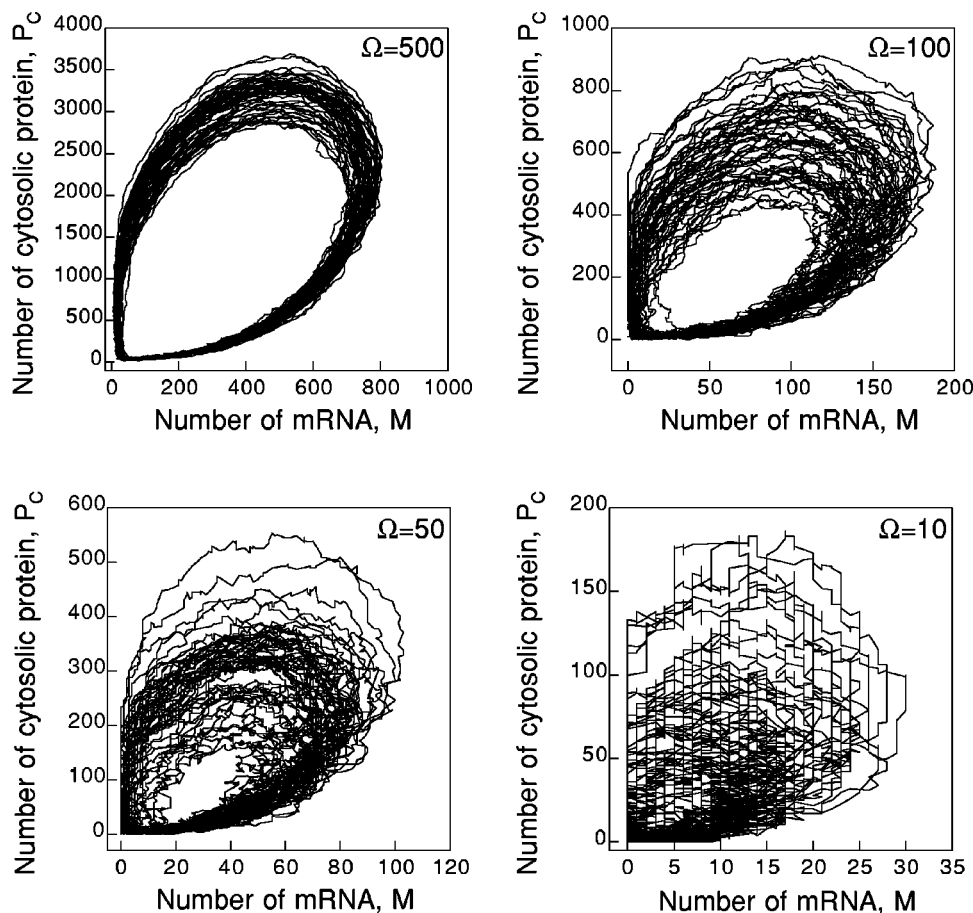 Number of cytosolic protein, Pc
4000
3500
3000
2500
2000
1500
1000
500
0
Ω=500
0 200 400 600 800 1000
Number of mRNA, M
Number of cytosolic protein, Pc
1000
800
600
400
200
0
Ω=100
0 50 100 150 200
Number of mRNA, M
Number of cytosolic protein, Pc
600
500
400
300
200
100
0
Ω=50
0 20 40 60 80 100 120
Number of mRNA, M
Number of cytosolic protein, Pc
200
150
100
50
0
Ω=10
0 5 10 15 20 25 30 35
Number of mRNA, M